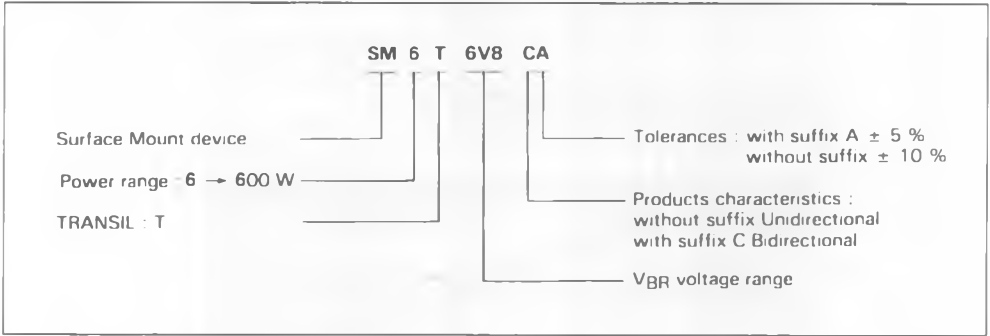 SM 6 T 6V8 CA
Surface Mount device
Power range 6 → 600 W
TRANSIL : T
Tolerances : with suffix A ± 5 %
without suffix ± 10 %
Products characteristics :
without suffix Unidirectional
with suffix C Bidirectional
VBR voltage range